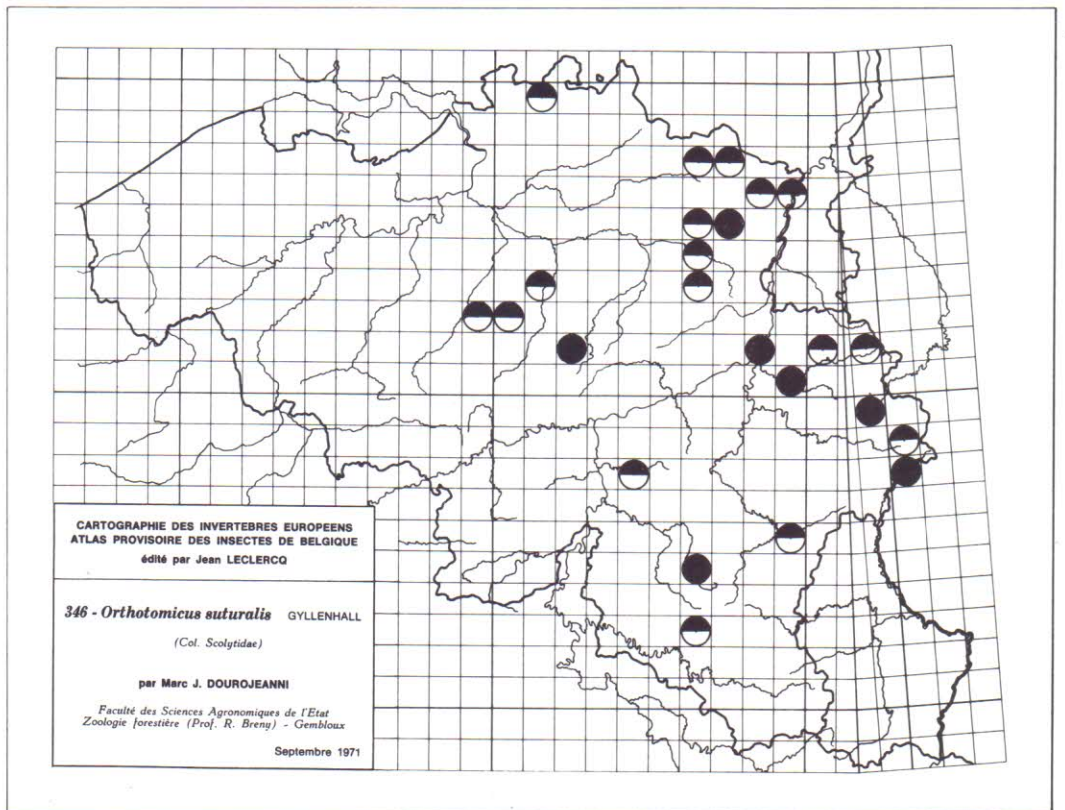 CARTOGRAPHIE DES INVERTEBRES EUROPEENS
ATLAS PROVISOIRE DES INSECTES DE BELGIQUE
édité par Jean LECLERCQ
346 - Orthotomicus suturalis GYLLENHALL
(Col. Scolytidae)
par Marc J. DOUROJEANNI
Faculté des Sciences Agronomiques de l'Etat
Zoologie forestière (Prof. R. Breny) - Gembloux
Septembre 1971